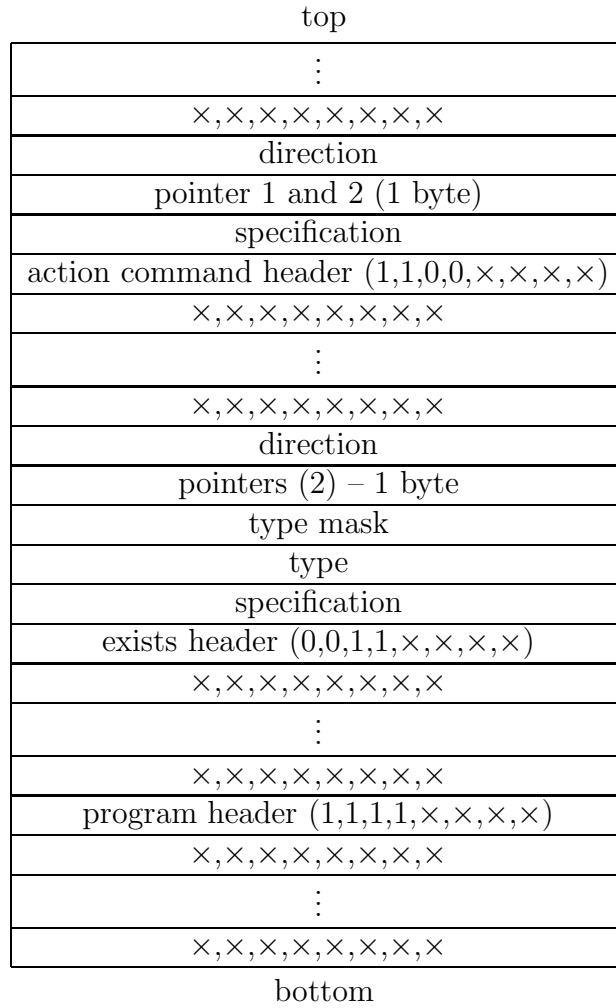 top
⋮
×,×,×,×,×,×,×,×
direction
pointer 1 and 2 (1 byte)
specification
action command header (1,1,0,0,×,×,×,×)
×,×,×,×,×,×,×,×
⋮
×,×,×,×,×,×,×,×
direction
pointers (2) – 1 byte
type mask
type
specification
exists header (0,0,1,1,×,×,×,×)
×,×,×,×,×,×,×,×
⋮
×,×,×,×,×,×,×,×
program header (1,1,1,1,×,×,×,×)
×,×,×,×,×,×,×,×
⋮
×,×,×,×,×,×,×,×
bottom